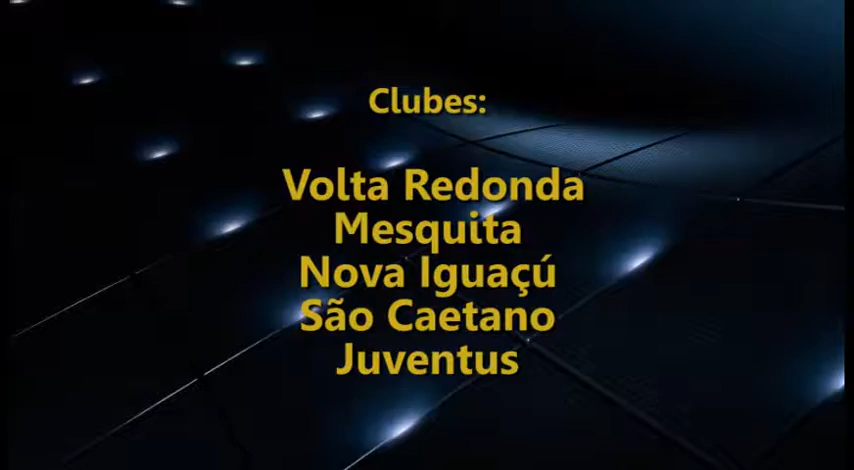 Clubes:
Volta Redonda
Mesquita
Nova Iguaçú
São Caetano
Juventus